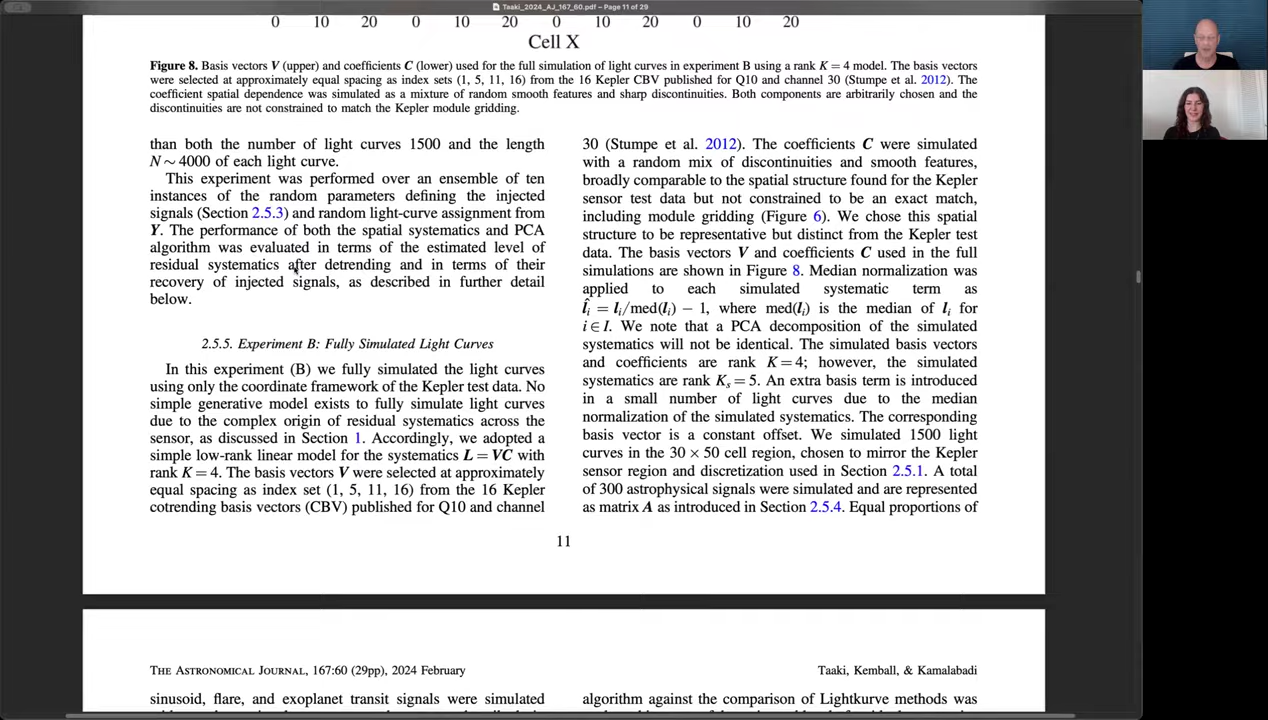 Taaki_2024_AJ_167_60.pdf – Page 11 of 29
0 10 20 0 10 20 0 10 20 0 10 20
Cell X
Figure 8. Basis vectors V (upper) and coefficients C (lower) used for the full simulation of light curves in experiment B using a rank K = 4 model. The basis vectors
were selected at approximately equal spacing as index sets (1, 5, 11, 16) from the 16 Kepler CBV published for Q10 and channel 30 (Stumpe et al. 2012). The
coefficient spatial dependence was simulated as a mixture of random smooth features and sharp discontinuities. Both components are arbitrarily chosen and the
discontinuities are not constrained to match the Kepler module gridding.
than both the number of light curves 1500 and the length
N ∼ 4000 of each light curve.
This experiment was performed over an ensemble of ten
instances of the random parameters defining the injected
signals (Section 2.5.3) and random light-curve assignment from
Y. The performance of both the spatial systematics and PCA
algorithm was evaluated in terms of the estimated level of
residual systematics after detrending and in terms of their
recovery of injected signals, as described in further detail
below.
2.5.5. Experiment B: Fully Simulated Light Curves
In this experiment (B) we fully simulated the light curves
using only the coordinate framework of the Kepler test data. No
simple generative model exists to fully simulate light curves
due to the complex origin of residual systematics across the
sensor, as discussed in Section 1. Accordingly, we adopted a
simple low-rank linear model for the systematics L = VC with
rank K = 4. The basis vectors V were selected at approximately
equal spacing as index set (1, 5, 11, 16) from the 16 Kepler
cotrending basis vectors (CBV) published for Q10 and channel
30 (Stumpe et al. 2012). The coefficients C were simulated
with a random mix of discontinuities and smooth features,
broadly comparable to the spatial structure found for the Kepler
sensor test data but not constrained to be an exact match,
including module gridding (Figure 6). We chose this spatial
structure to be representative but distinct from the Kepler test
data. The basis vectors V and coefficients C used in the full
simulations are shown in Figure 8. Median normalization was
applied to each simulated systematic term as
l̂i = li/med(li) − 1, where med(li) is the median of li for
i ∈ I. We note that a PCA decomposition of the simulated
systematics will not be identical. The simulated basis vectors
and coefficients are rank K = 4; however, the simulated
systematics are rank Ks = 5. An extra basis term is introduced
in a small number of light curves due to the median
normalization of the simulated systematics. The corresponding
basis vector is a constant offset. We simulated 1500 light
curves in the 30 × 50 cell region, chosen to mirror the Kepler
sensor region and discretization used in Section 2.5.1. A total
of 300 astrophysical signals were simulated and are represented
as matrix A as introduced in Section 2.5.4. Equal proportions of
11
THE ASTRONOMICAL JOURNAL, 167:60 (29pp), 2024 February
Taaki, Kemball, & Kamalabadi
sinusoid, flare, and exoplanet transit signals were simulated
algorithm against the comparison of Lightkurve methods was